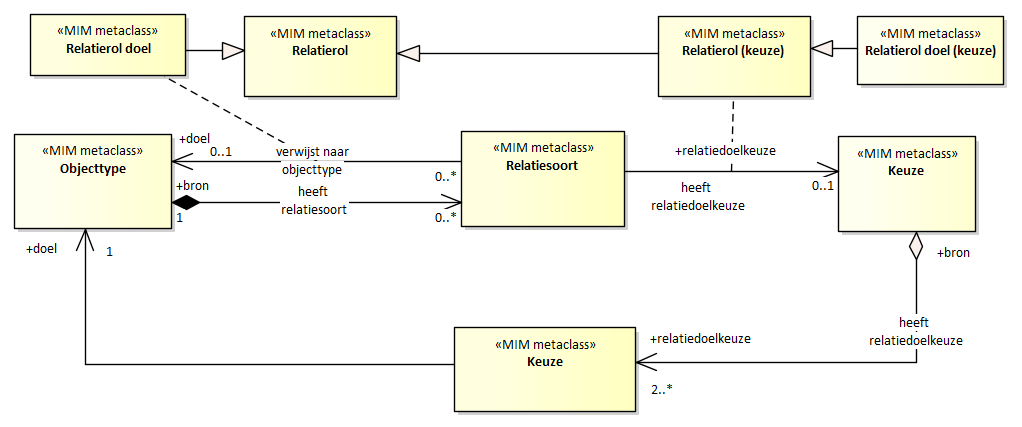 «MIM metaclass»
Relatierol doel
«MIM metaclass»
Relatierol
«MIM metaclass»
Relatierol (keuze)
«MIM metaclass»
Relatierol doel (keuze)
«MIM metaclass»
Objecttype
+doel
0..1
verwijst naar
objecttype
0..*
+bron
1
heeft
relatiesoort
0..*
«MIM metaclass»
Relatiesoort
+relatiedoelkeuze
heeft
relatiedoelkeuze
0..1
«MIM metaclass»
Keuze
+doel
1
+bron
heeft
relatiedoelkeuze
«MIM metaclass»
Keuze
+relatiedoelkeuze
2..*